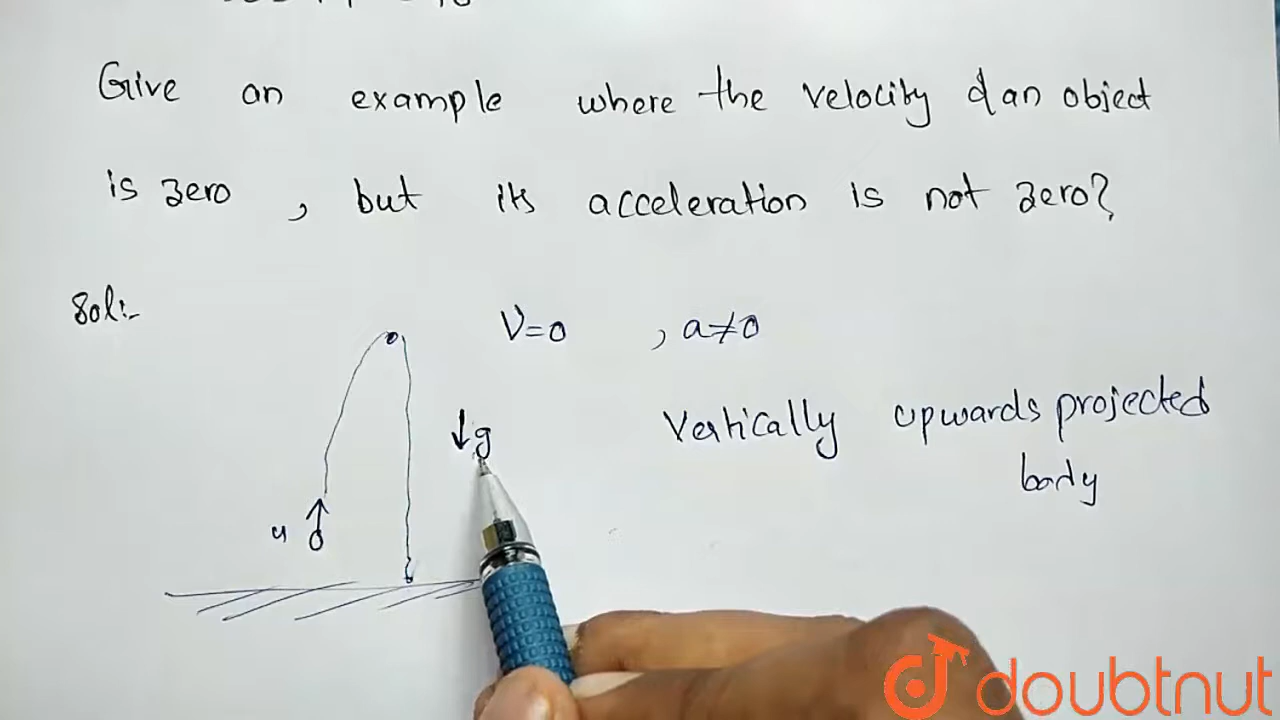 Give an example where the velocity of an object
is zero, but its acceleration is not zero?
Sol:-
V=0 , a≠0
↓g
Vertically upwards projected
body
u
doubtnut